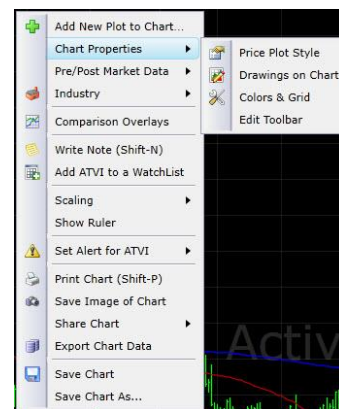 Add New Plot to Chart...
Chart Properties
Pre/Post Market Data
Industry
Comparison Overlays
Write Note (Shift-N)
Add ATVI to a WatchList
Scaling
Show Ruler
Set Alert for ATVI
Print Chart (Shift-P)
Save Image of Chart
Share Chart
Export Chart Data
Save Chart
Save Chart As...
Price Plot Style
Drawings on Chart
Colors & Grid
Edit Toolbar
Activ